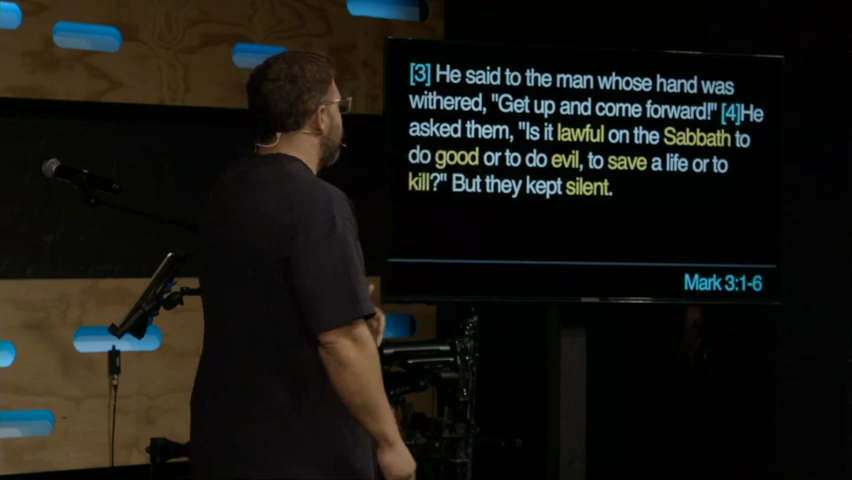 [3] He said to the man whose hand was
withered, "Get up and come forward!" [4]He
asked them, "Is it lawful on the Sabbath to
do good or to do evil, to save a life or to
kill?" But they kept silent.
Mark 3:1-6